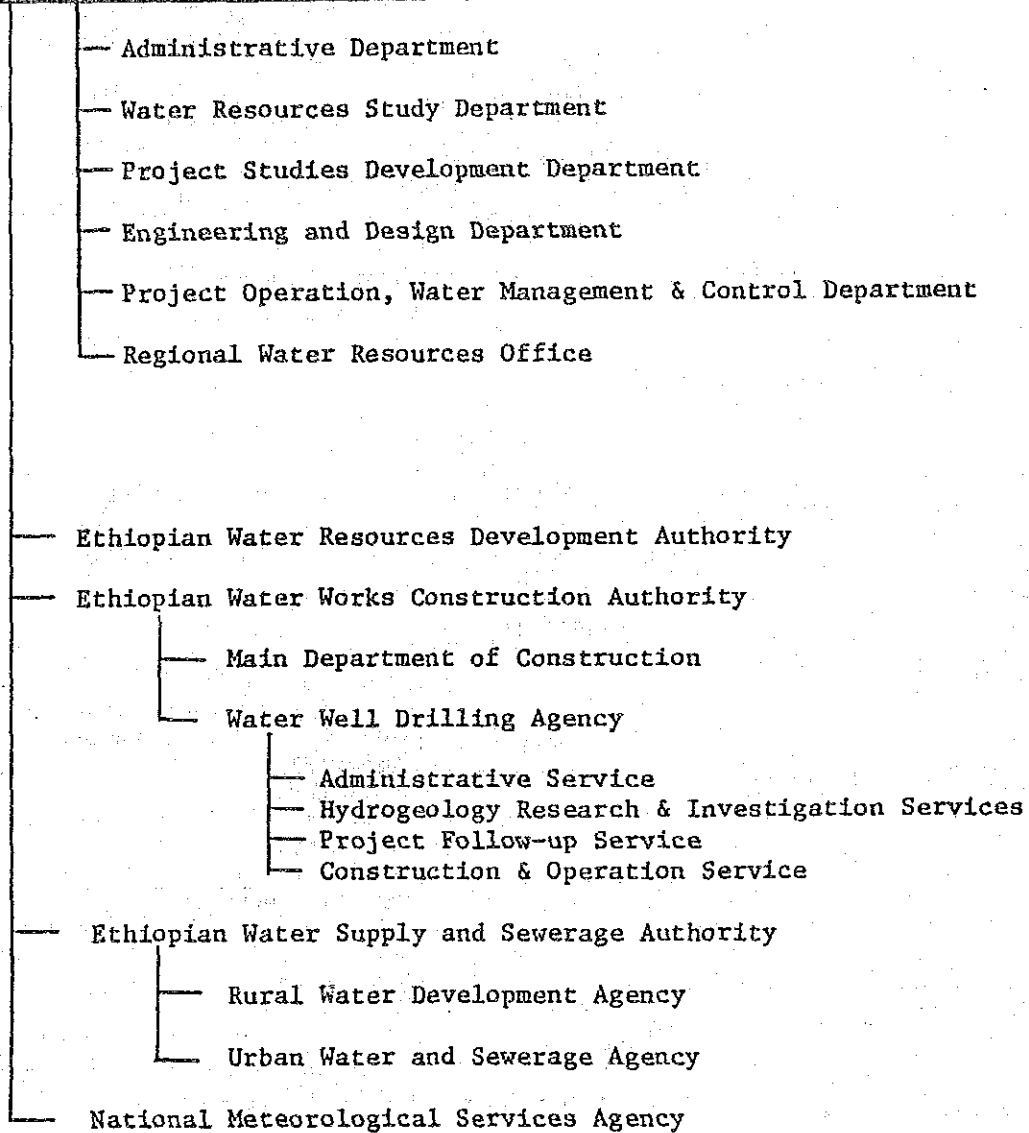 Administrative Department
Water Resources Study Department
Project Studies Development Department
Engineering and Design Department
Project Operation, Water Management & Control Department
Regional Water Resources Office
Ethiopian Water Resources Development Authority
Ethiopian Water Works Construction Authority
Main Department of Construction
Water Well Drilling Agency
Administrative Service
Hydrogeology Research & Investigation Services
Project Follow-up Service
Construction & Operation Service
Ethiopian Water Supply and Sewerage Authority
Rural Water Development Agency
Urban Water and Sewerage Agency
National Meteorological Services Agency